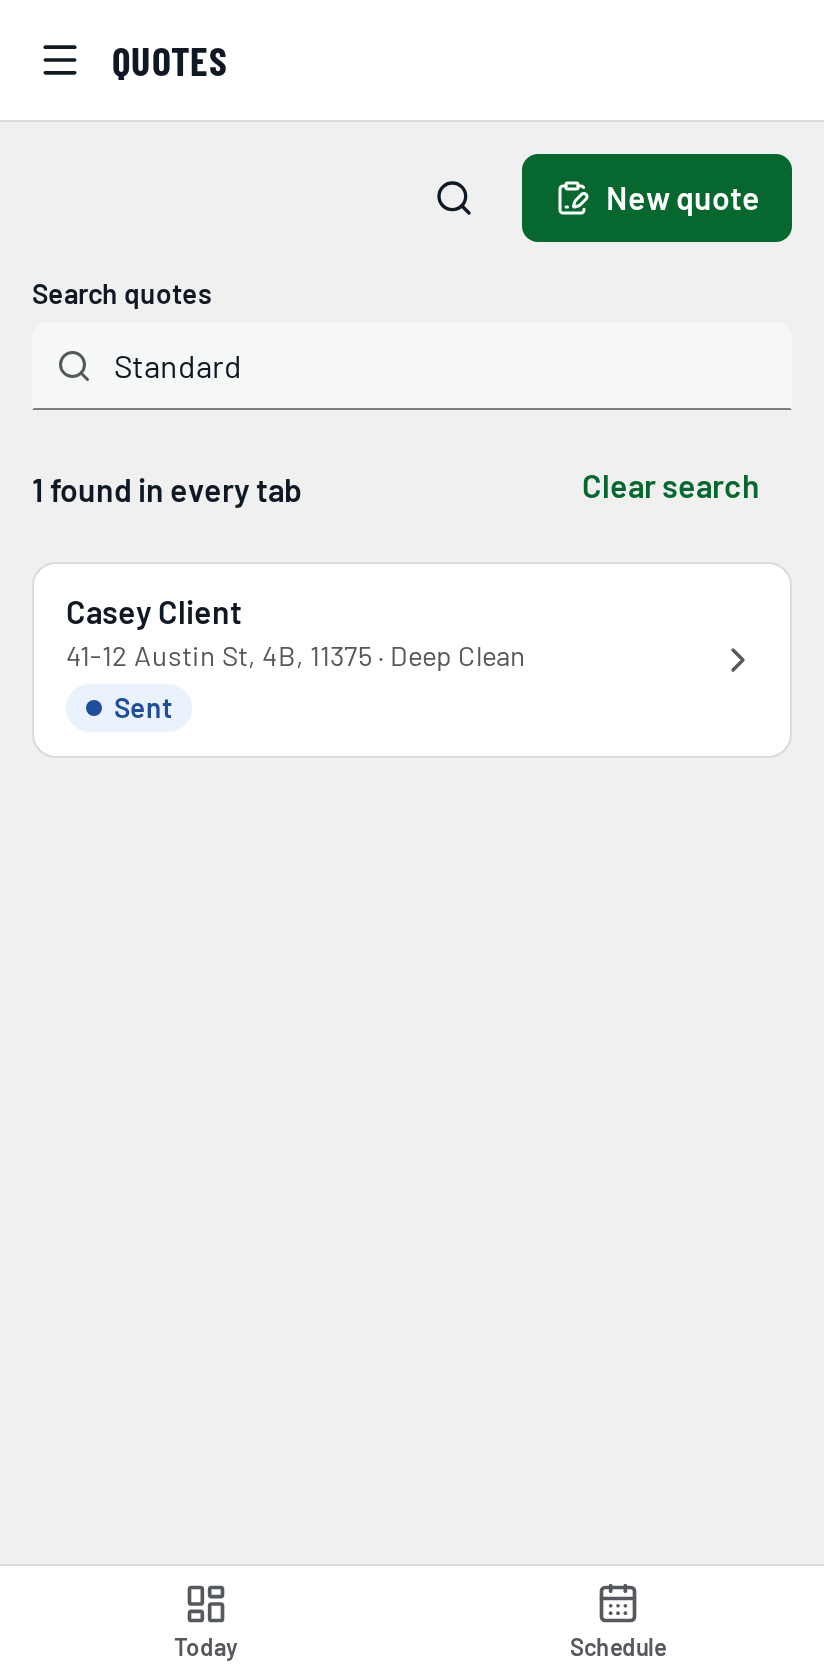 QUOTES
New quote
Search quotes
Standard
1 found in every tab
Clear search
Casey Client
41-12 Austin St, 4B, 11375 · Deep Clean
Sent
Today
Schedule